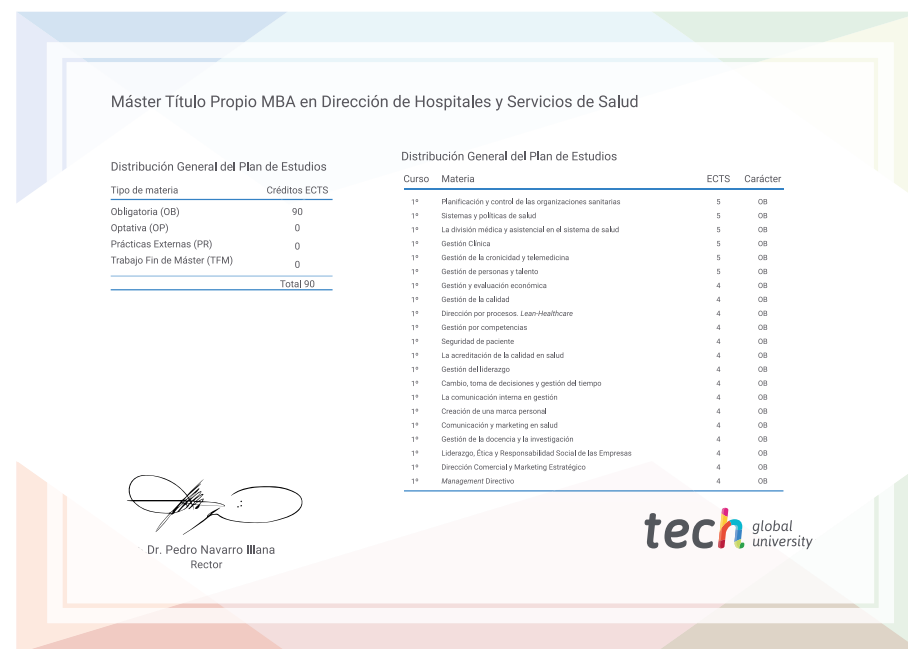 Máster Título Propio MBA en Dirección de Hospitales y Servicios de Salud
Distribución General del Plan de Estudios
Tipo de materia Créditos ECTS
Obligatoria (OB) 90
Optativa (OP) 0
Prácticas Externas (PR) 0
Trabajo Fin de Máster (TFM) 0
Total 90
Distribución General del Plan de Estudios
Curso Materia ECTS Carácter
1º Planificación y control de las organizaciones sanitarias 5 OB
1º Sistemas y políticas de salud 5 OB
1º La división médica y asistencial en el sistema de salud 5 OB
1º Gestión Clínica 5 OB
1º Gestión de la cronicidad y telemedicina 5 OB
1º Gestión de personas y talento 5 OB
1º Gestión y evaluación económica 4 OB
1º Gestión de la calidad 4 OB
1º Dirección por procesos. Lean-Healthcare 4 OB
1º Gestión por competencias 4 OB
1º Seguridad de paciente 4 OB
1º La acreditación de la calidad en salud 4 OB
1º Gestión del liderazgo 4 OB
1º Cambio, toma de decisiones y gestión del tiempo 4 OB
1º La comunicación interna en gestión 4 OB
1º Creación de una marca personal 4 OB
1º Comunicación y marketing en salud 4 OB
1º Gestión de la docencia y la investigación 4 OB
1º Liderazgo, Ética y Responsabilidad Social de las Empresas 4 OB
1º Dirección Comercial y Marketing Estratégico 4 OB
1º Management Directivo 4 OB
Dr. Pedro Navarro Illana
Rector
tech global
university